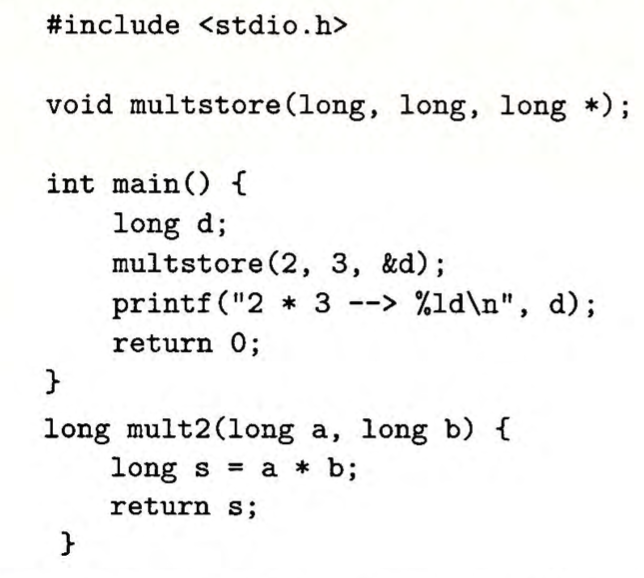 #include <stdio.h>
void multstore(long, long, long *);
int main() {
long d;
multstore(2, 3, &d);
printf("2 * 3 --> %ld\n", d);
return 0;
}
long mult2(long a, long b) {
long s = a * b;
return s;
}